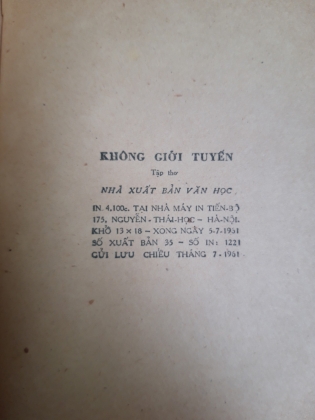 KHÔNG GIỚI TUYẾN
Tập thơ
NHÀ XUẤT BẢN VĂN HỌC
IN 4.100c. TẠI NHÀ MÁY IN TIẾN-BỘ
175, NGUYỄN-THÁI-HỌC — HÀ-NỘI.
KHỔ 13 × 18 — XONG NGÀY 5-7-1961
SỐ XUẤT BẢN 35 — SỐ IN: 1221
GỬI LƯU CHIỂU THÁNG 7-1961